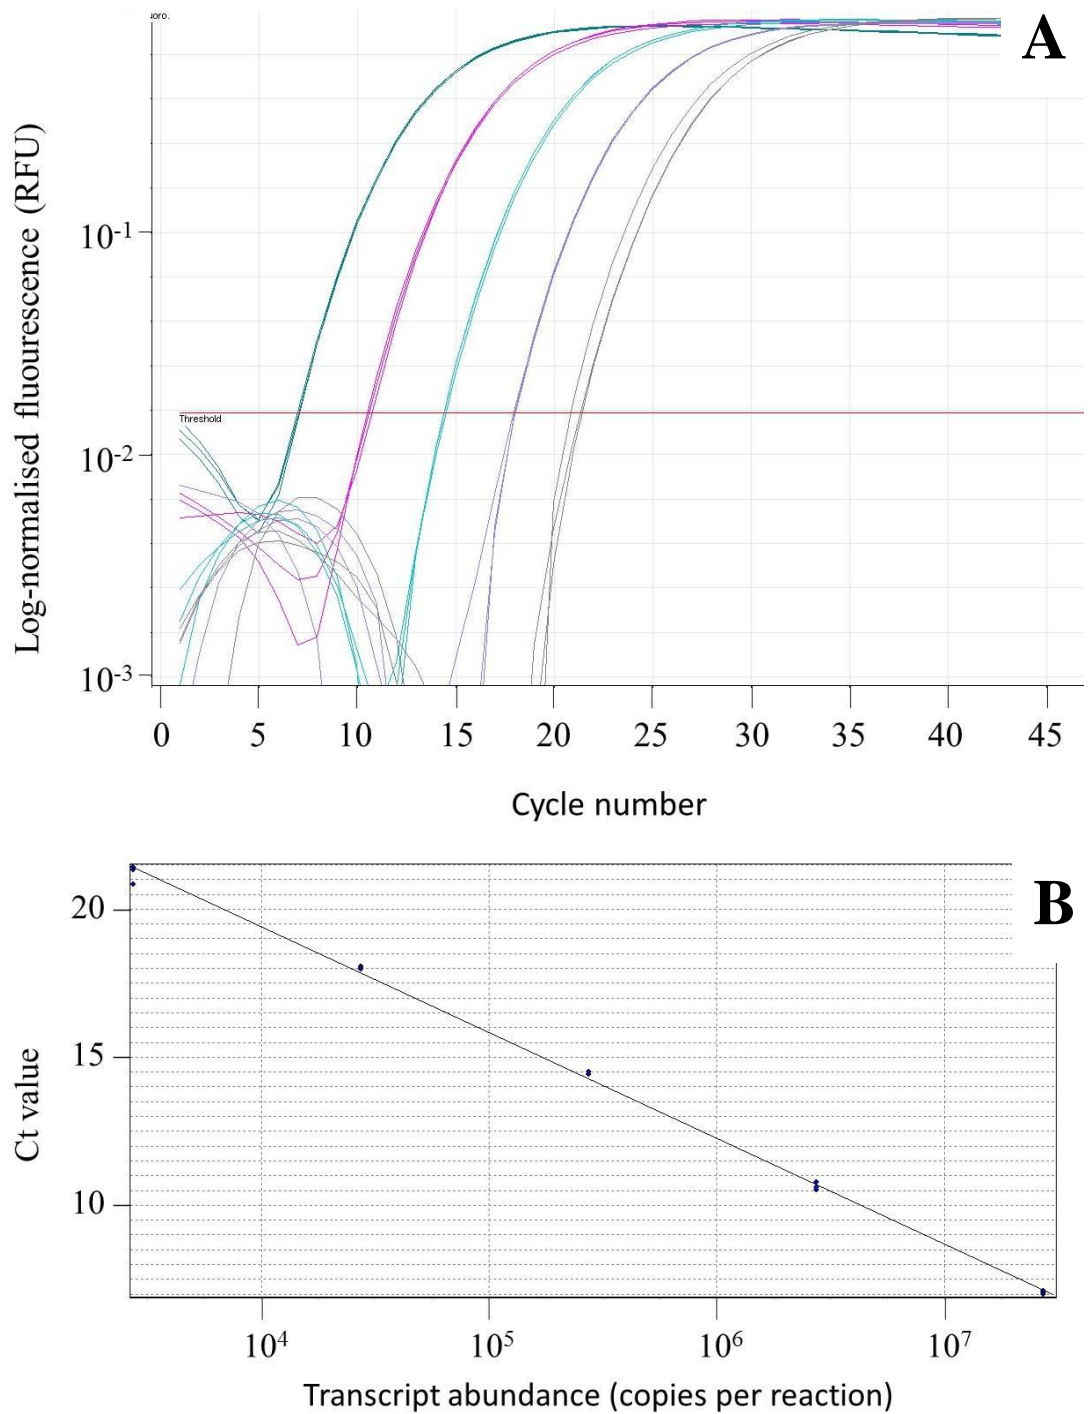 A
Log-normalised fluorescence (RFU)
10-1
10-2
10-3
Threshold
0 5 10 15 20 25 30 35 40 45
Cycle number
B
Ct value
20
15
10
10⁴ 10⁵ 10⁶ 10⁷
Transcript abundance (copies per reaction)